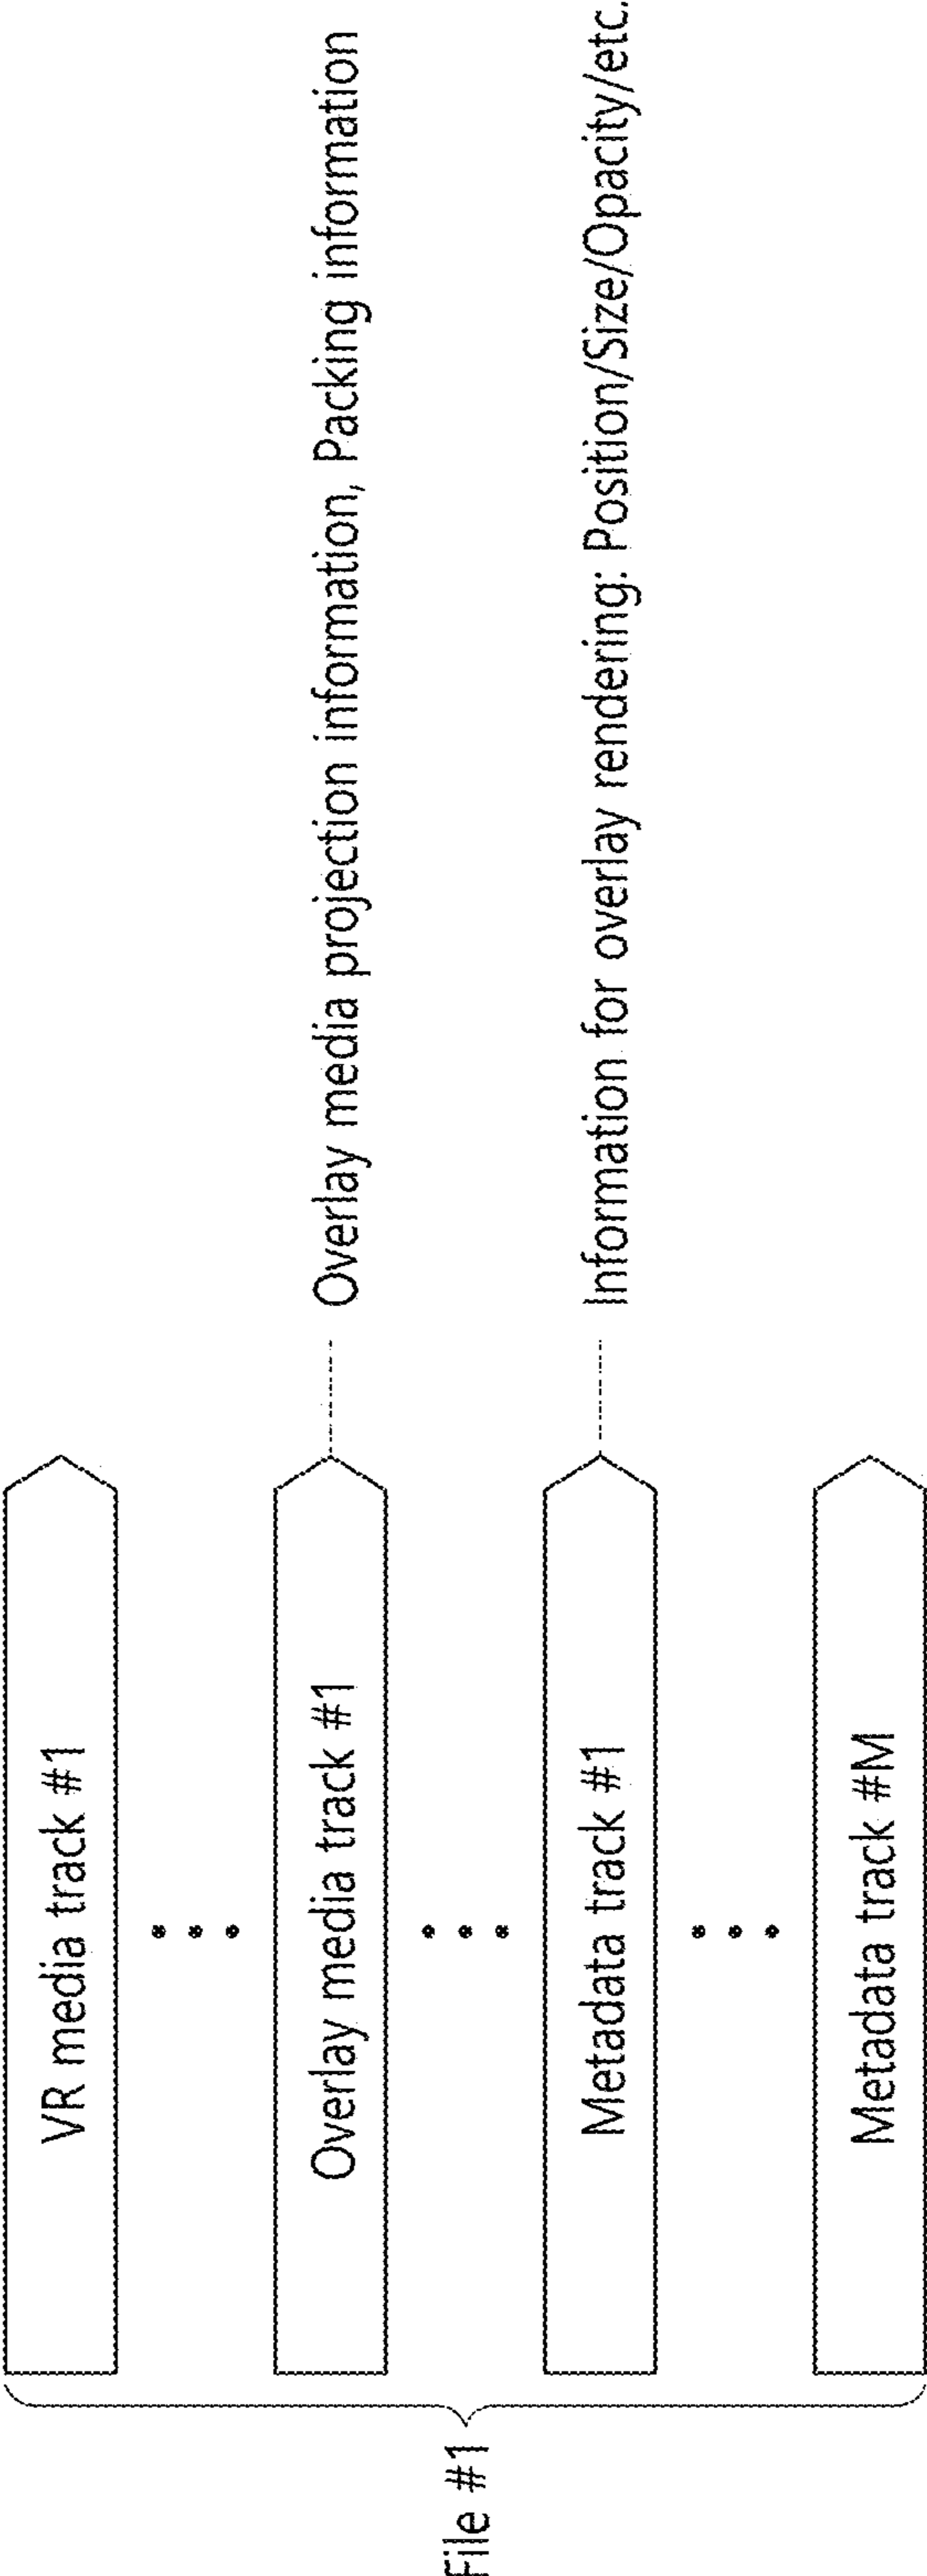 File #1
VR media track #1
Overlay media track #1
Overlay media projection information, Packing information
Metadata track #1
Information for overlay rendering: Position/Size/Opacity/etc.
Metadata track #M